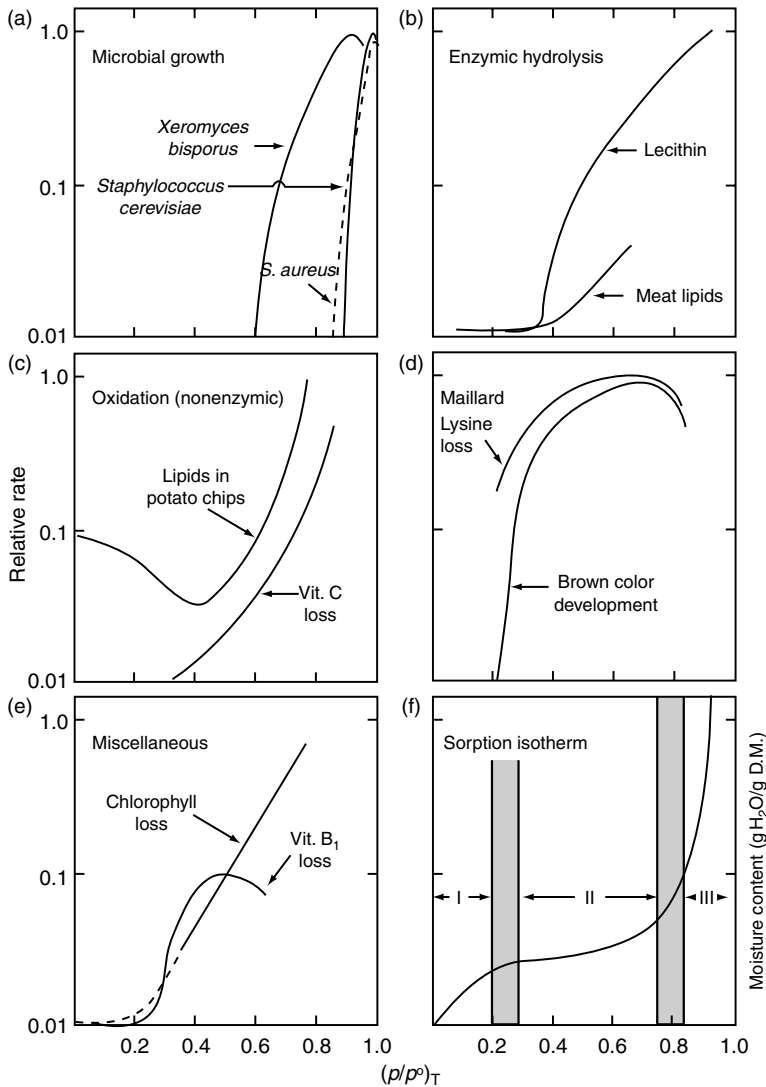 (a)
1.0
Microbial growth
Xeromyces
bisporus
0.1
Staphylococcus
cerevisiae
S. aureus
0.01
(b)
Enzymic hydrolysis
Lecithin
Meat lipids
(c)
1.0
Oxidation (nonenzymic)
Lipids in
potato chips
0.1
Vit. C
loss
0.01
Relative rate
(d)
Maillard
Lysine
loss
Brown color
development
(e)
1.0
Miscellaneous
Chlorophyll
loss
Vit. B₁
loss
0.1
0.01
0.2 0.4 0.6 0.8 1.0
(f)
Sorption isotherm
I II III
0.2 0.4 0.6 0.8 1.0
Moisture content (g H₂O/g D.M.)
(p/pᵒ)T